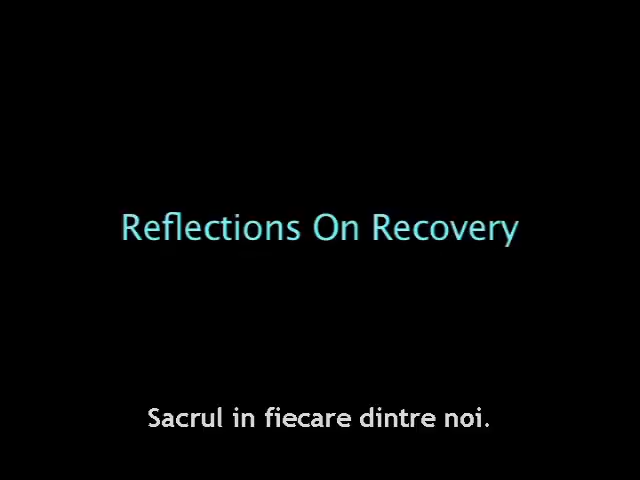 Reflections On Recovery
Sacrul in fiecare dintre noi.